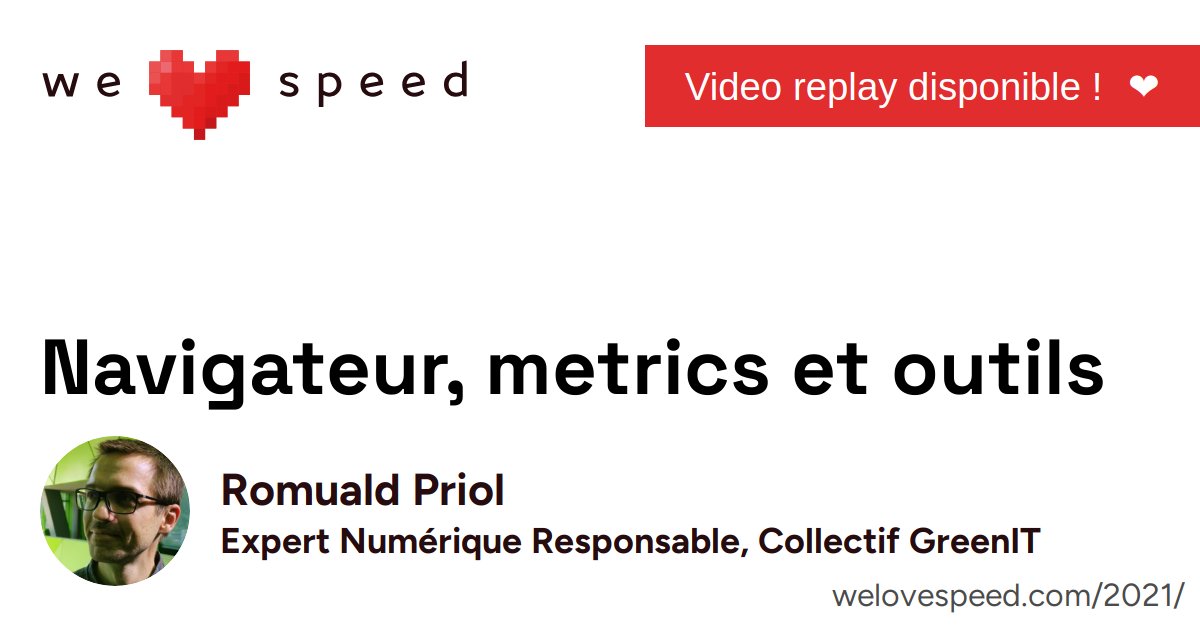 we speed
Video replay disponible ! ❤
Navigateur, metrics et outils
Romuald Priol
Expert Numérique Responsable, Collectif GreenIT
welovespeed.com/2021/